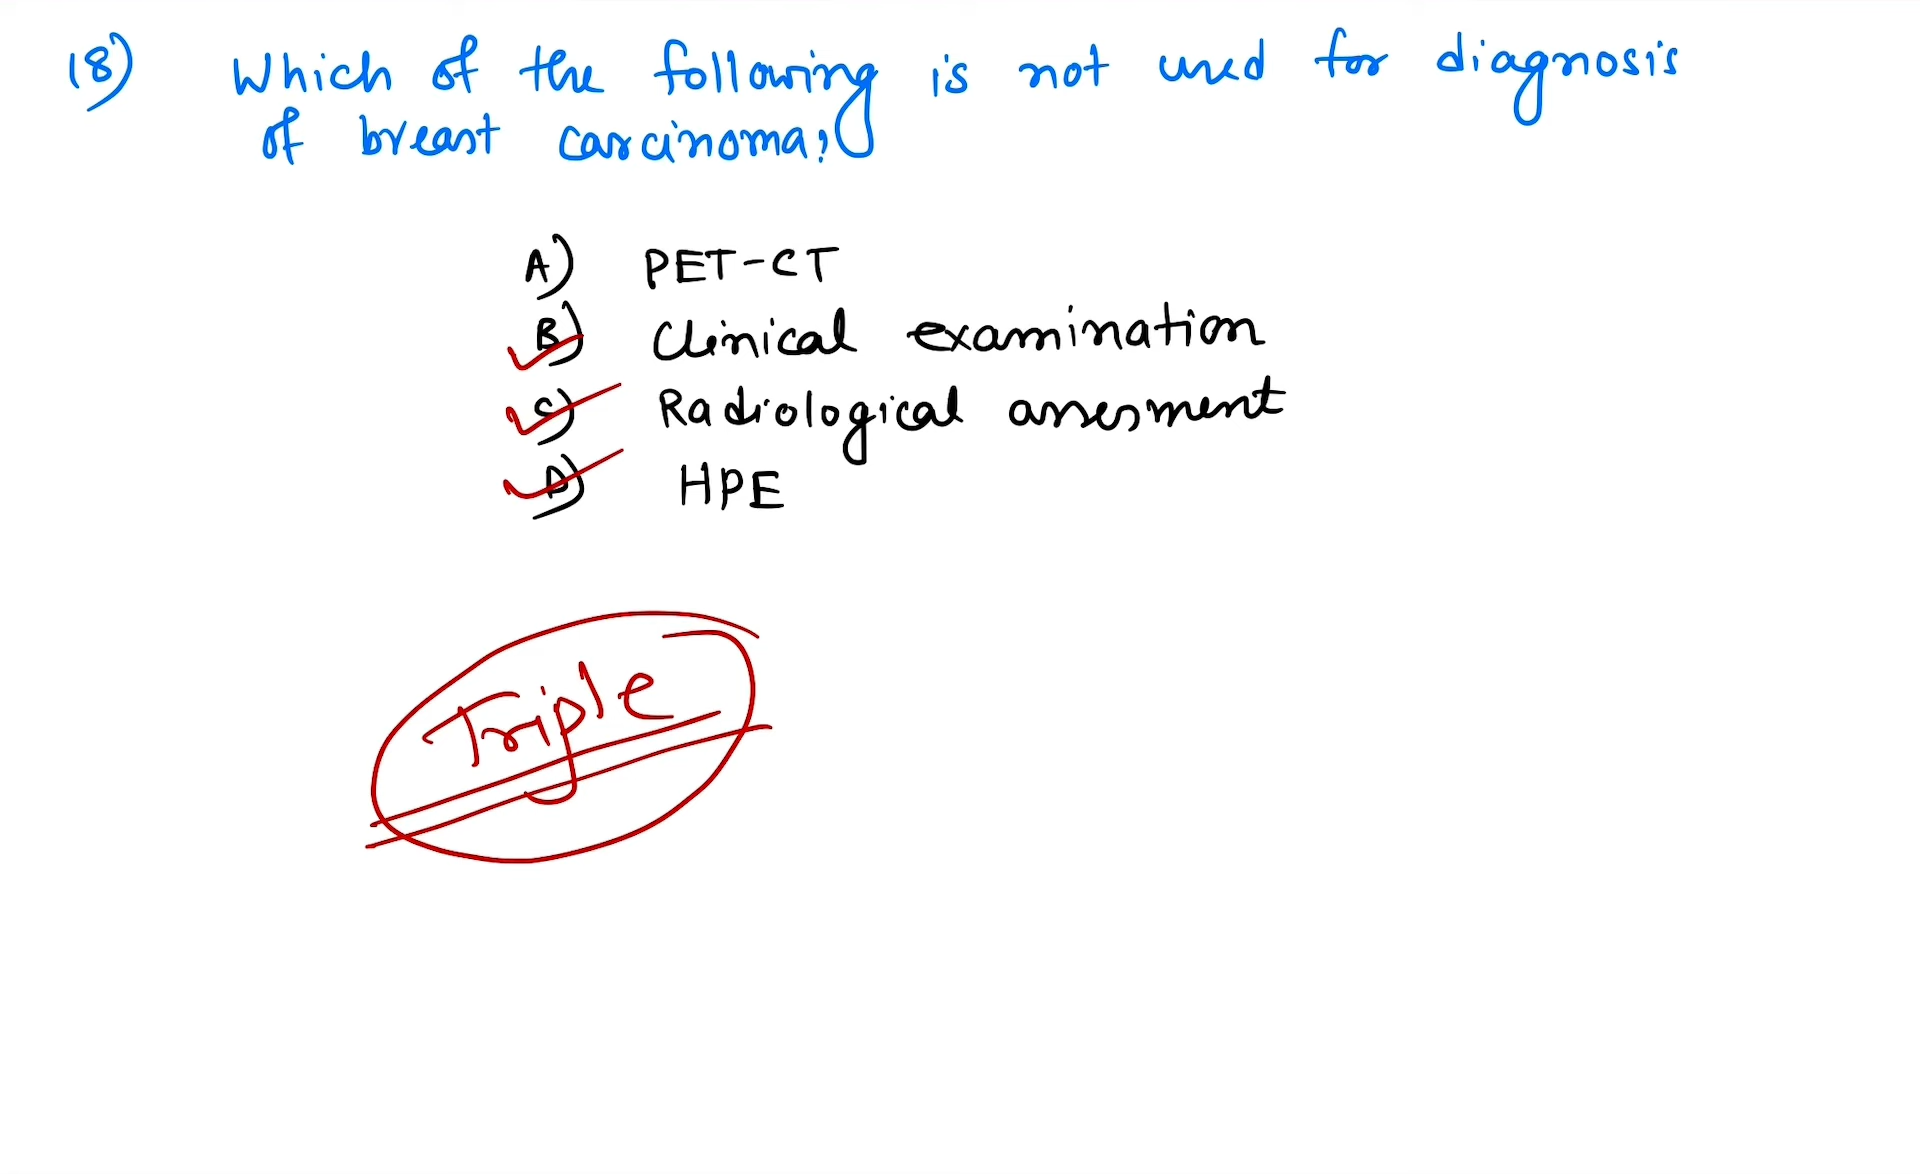 18) Which of the following is not used for diagnosis
of breast carcinoma?
A) PET-CT
B) Clinical examination
C) Radiological assesment
D) HPE
Triple